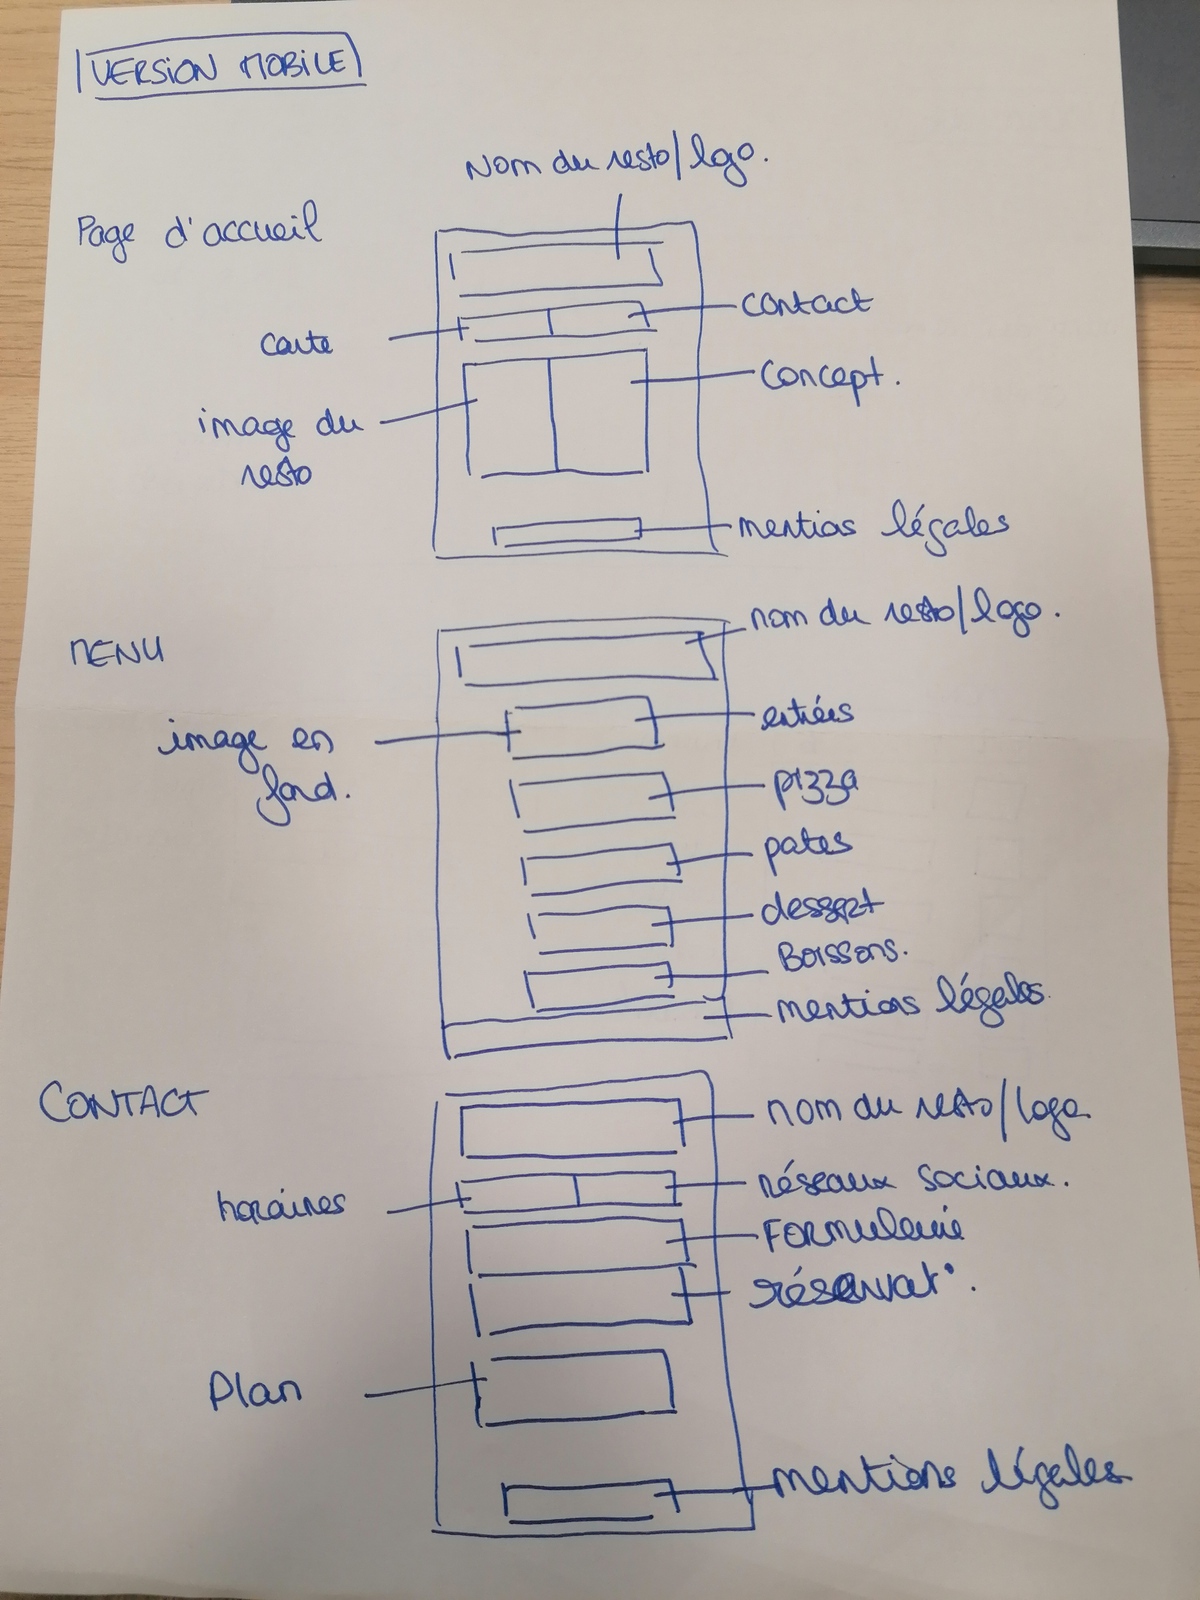 VERSION MOBILE
Nom du resto/logo.
Page d'accueil
contact
carte
concept.
image du
resto
mentions légales
MENU
nom du resto/logo.
image en
fond.
entrées
pizza
pates
dessert
Boissons.
mentions légales
CONTACT
nom du resto/logo
horaires
réseaux sociaux.
Formulaire
réservat°.
Plan
mentions légales